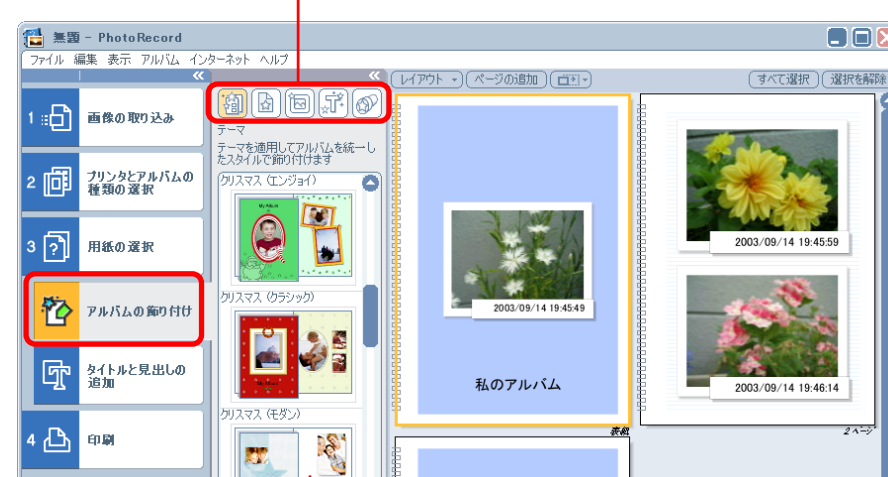 無題 - PhotoRecord
ファイル 編集 表示 アルバム インターネット ヘルプ
レイアウト
ページの追加
すべて選択
選択を解除
1
画像の取り込み
2
プリンタとアルバムの
種類の選択
3
用紙の選択
アルバムの飾り付け
タイトルと見出しの
追加
4
印刷
テーマ
テーマを適用してアルバムを統一し
たスタイルで飾り付けます
クリスマス (エンジョイ)
My Album
クリスマス (クラシック)
My Album
クリスマス (モダン)
2003/09/14 19:45:49
私のアルバム
表紙
2003/09/14 19:45:59
2003/09/14 19:46:14
2 ページ